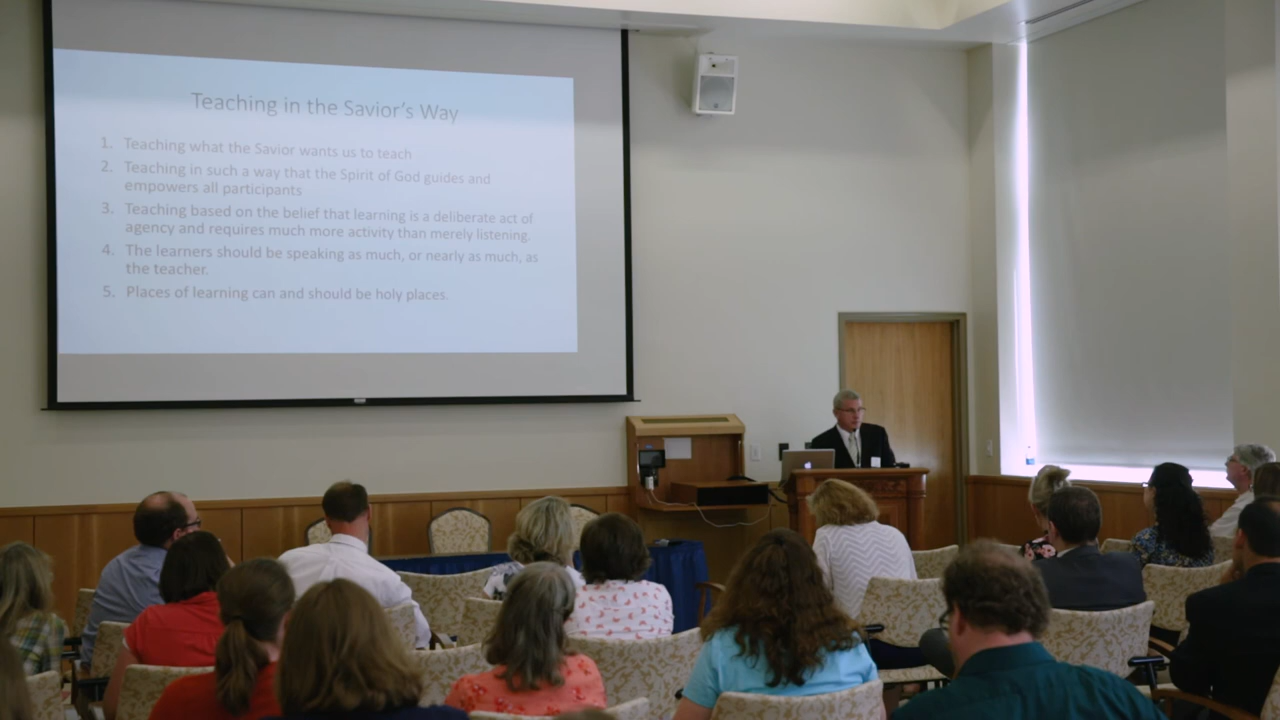 Teaching in the Savior's Way
1. Teaching what the Savior wants us to teach
2. Teaching in such a way that the Spirit of God guides and
empowers all participants
3. Teaching based on the belief that learning is a deliberate act of
agency and requires much more activity than merely listening.
4. The learners should be speaking as much, or nearly as much, as
the teacher.
5. Places of learning can and should be holy places.